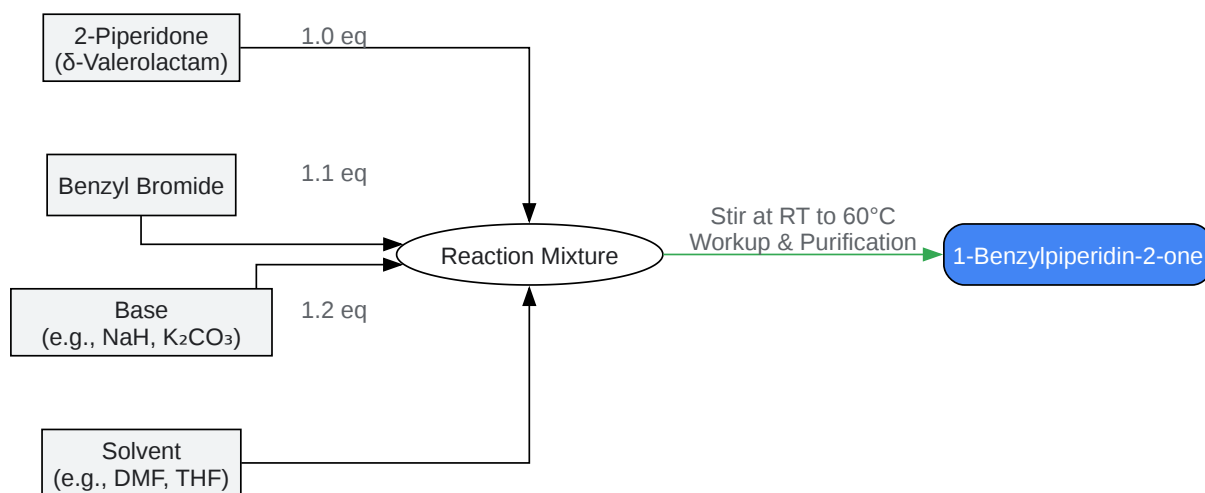 2-Piperidone
(δ-Valerolactam)
1.0 eq
Benzyl Bromide
1.1 eq
Base
(e.g., NaH, K₂CO₃)
1.2 eq
Solvent
(e.g., DMF, THF)
Reaction Mixture
Stir at RT to 60°C
Workup & Purification
1-Benzylpiperidin-2-one